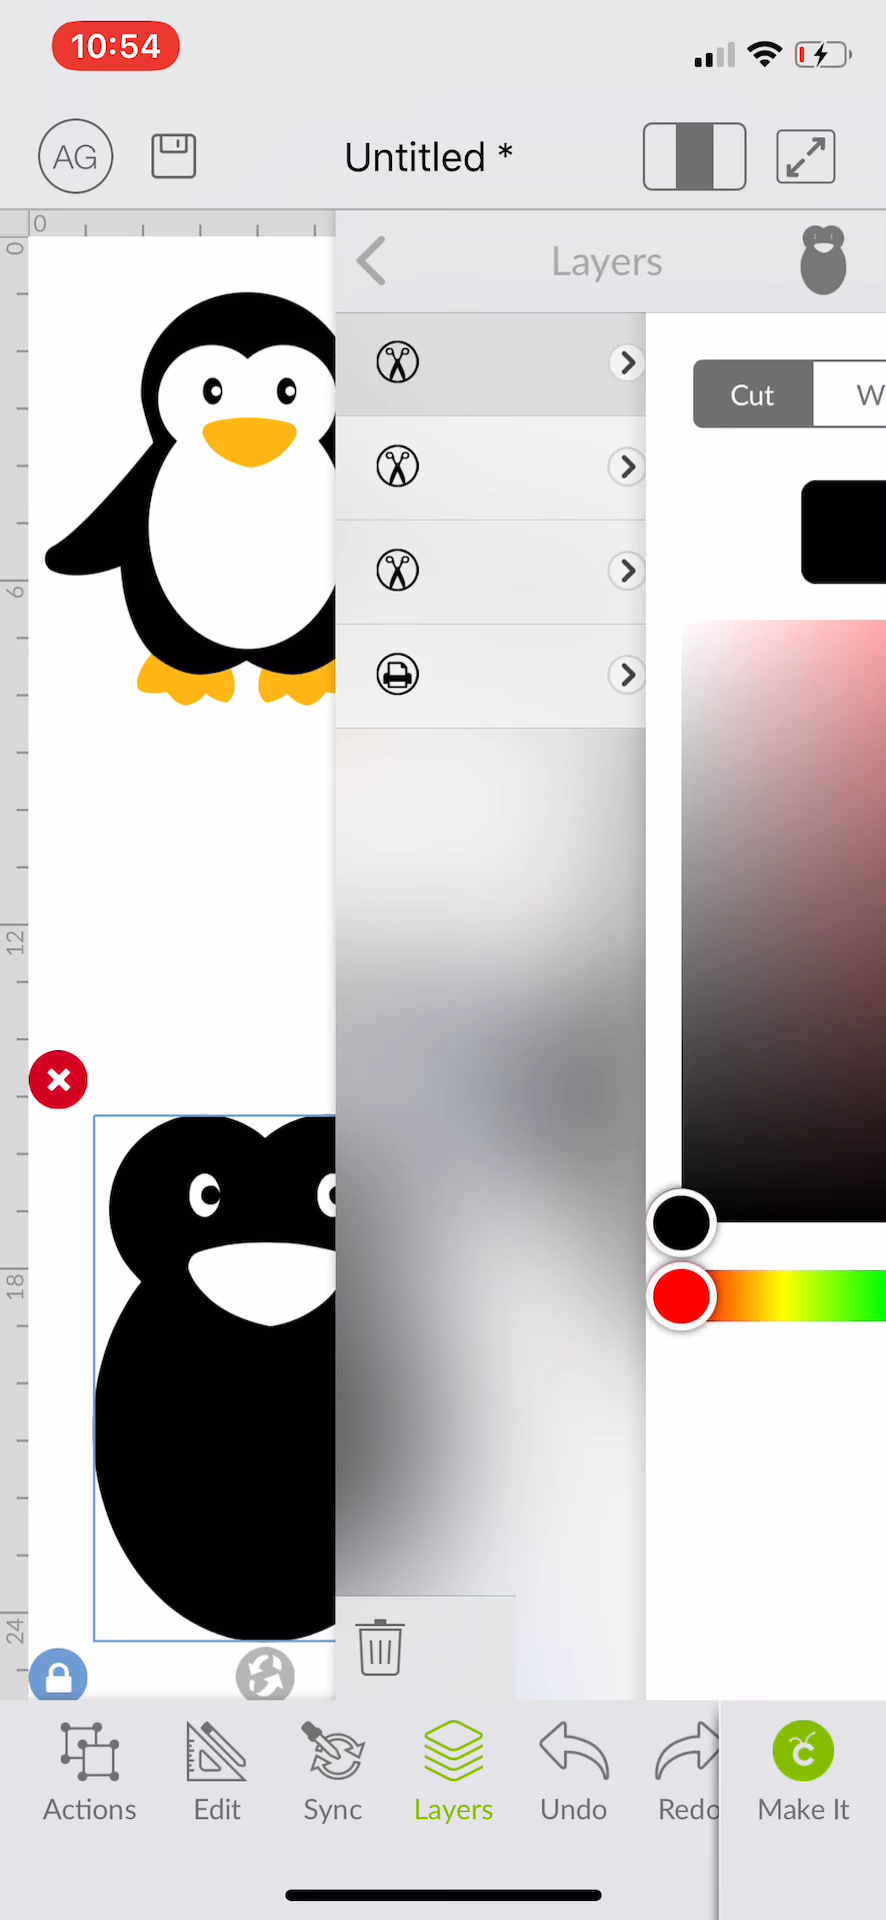 10:54
AG
Untitled *
0
0
Layers
Cut
W
6
12
18
24
Actions
Edit
Sync
Layers
Undo
Redo
Make It